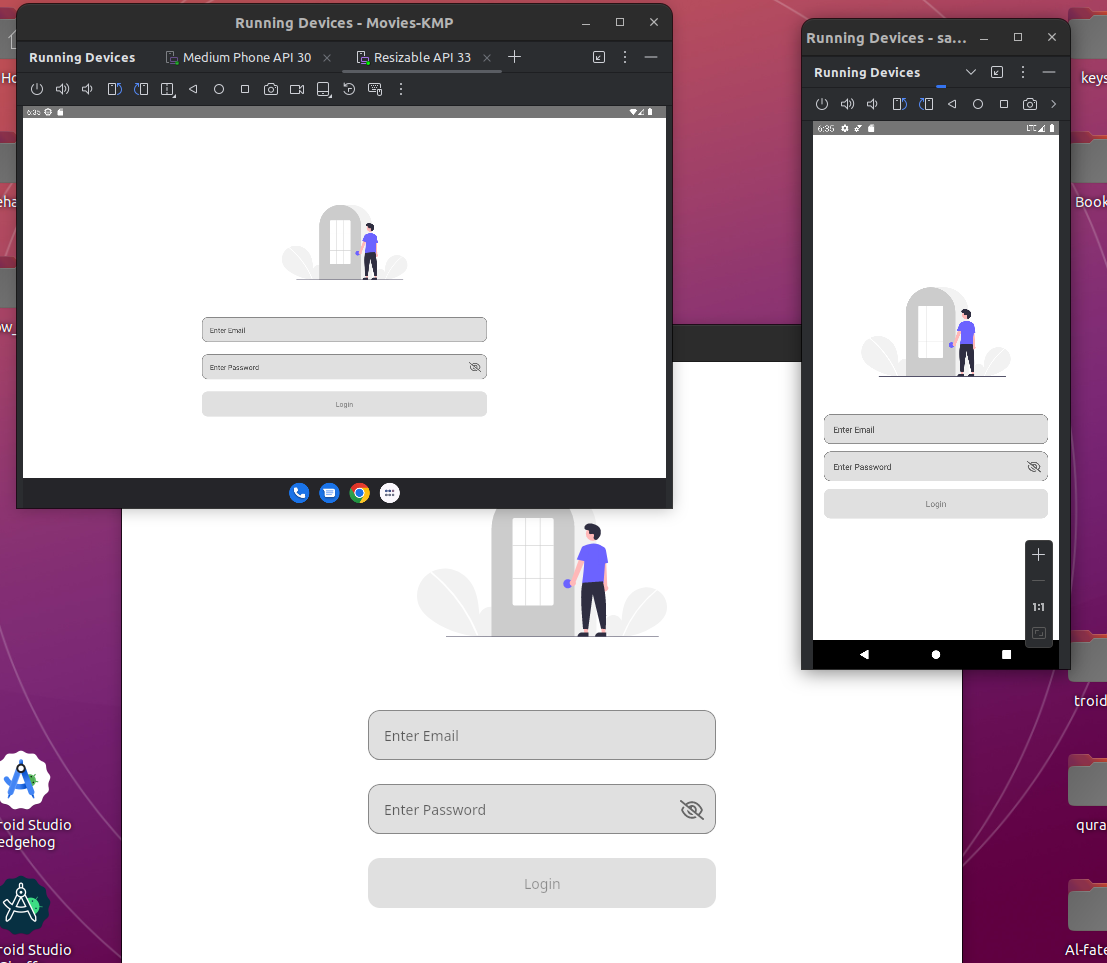 Running Devices - Movies-KMP
Running Devices
Medium Phone API 30
Resizable API 33
6:35
Enter Email
Enter Password
Login
Running Devices - sa...
Running Devices
6:35
LTE
Enter Email
Enter Password
Login
1:1
Enter Email
Enter Password
Login
Ho
eha
ow_
roid Studio
edgehog
roid Studio
keys
Book
troid
qura
Al-fate